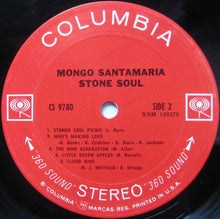 COLUMBIA
MONGO SANTAMARIA
STONE SOUL
CS 9780
SIDE 2
XSM 139370
1. STONED SOUL PICNIC - L. Nyro
2. WHO'S MAKING LOVE
- H. Banks - B. Crutcher - D. Davis - R. Jackson
3. THE NOW GENERATION - W. Allen
4. LITTLE GREEN APPLES - B. Russell
5. CLOUD NINE
- N. J. Whitfield - B. Strong
360 SOUND STEREO 360 SOUND
® "COLUMBIA", MARCAS REG. PRINTED IN U.S.A.